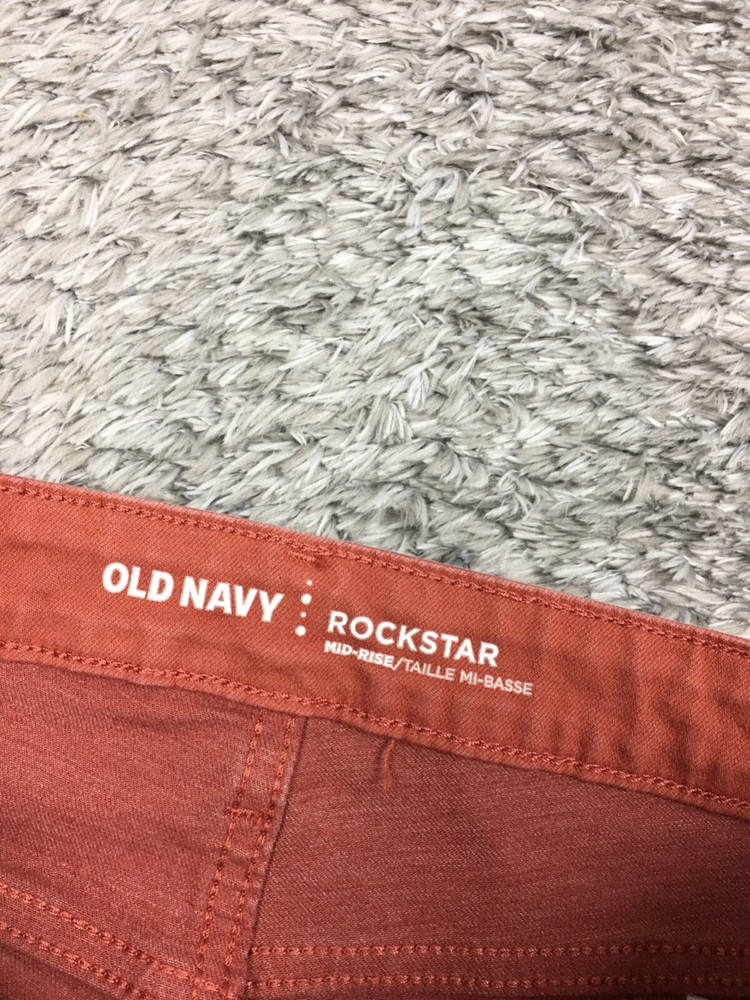 OLD NAVY
ROCKSTAR
MID-RISE/TAILLE MI-BASSE